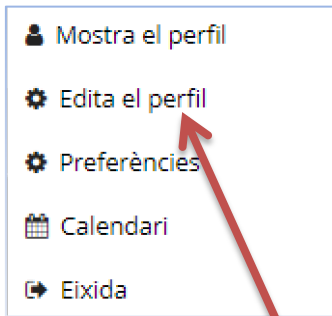 Mostra el perfil
Edita el perfil
Preferències
Calendari
Eixida